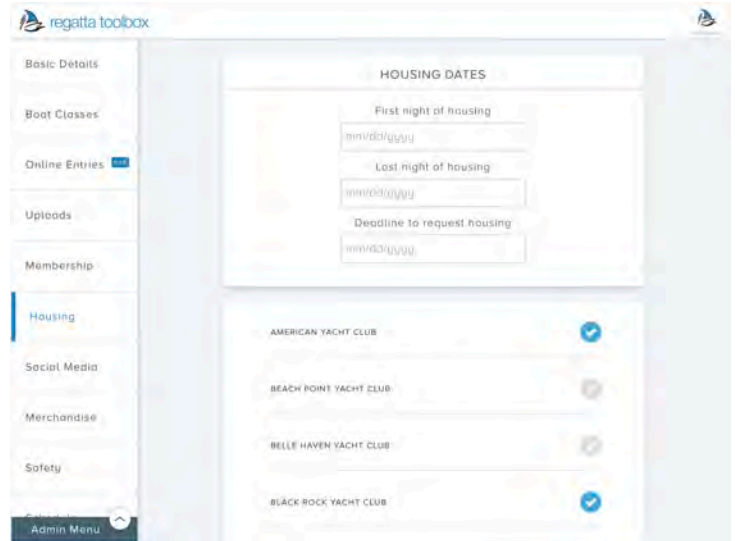 regatta toolbox
Basic Details
Boat Classes
Online Entries
Uploads
Membership
Housing
Social Media
Merchandise
Safety
Schedule
Admin Menu
HOUSING DATES
First night of housing
mm/dd/yyyy
Last night of housing
mm/dd/yyyy
Deadline to request housing
mm/dd/yyyy
AMERICAN YACHT CLUB
BEACH POINT YACHT CLUB
BELLE HAVEN YACHT CLUB
BLACK ROCK YACHT CLUB